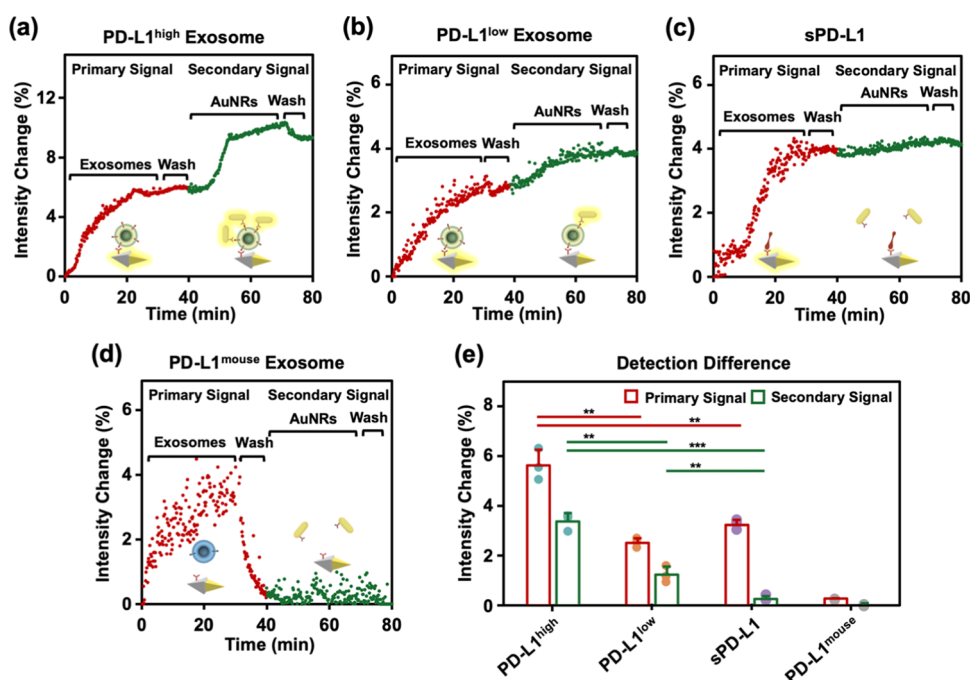 (a)
PD-L1high Exosome
Primary Signal Secondary Signal
AuNRs Wash
Exosomes Wash
Intensity Change (%)
12
9
6
3
0
0 20 40 60 80
Time (min)
(b)
PD-L1low Exosome
Primary Signal Secondary Signal
AuNRs Wash
Exosomes Wash
Intensity Change (%)
6
4
2
0
0 20 40 60 80
Time (min)
(c)
sPD-L1
Primary Signal Secondary Signal
AuNRs Wash
Exosomes Wash
Intensity Change (%)
6
4
2
0
0 20 40 60 80
Time (min)
(d)
PD-L1mouse Exosome
Primary Signal Secondary Signal
AuNRs Wash
Exosomes Wash
Intensity Change (%)
6
4
2
0
0 20 40 60 80
Time (min)
(e)
Detection Difference
Primary Signal Secondary Signal
** 
**
**
***
**
Intensity Change (%)
8
6
4
2
0
PD-L1high
PD-L1low
sPD-L1
PD-L1mouse